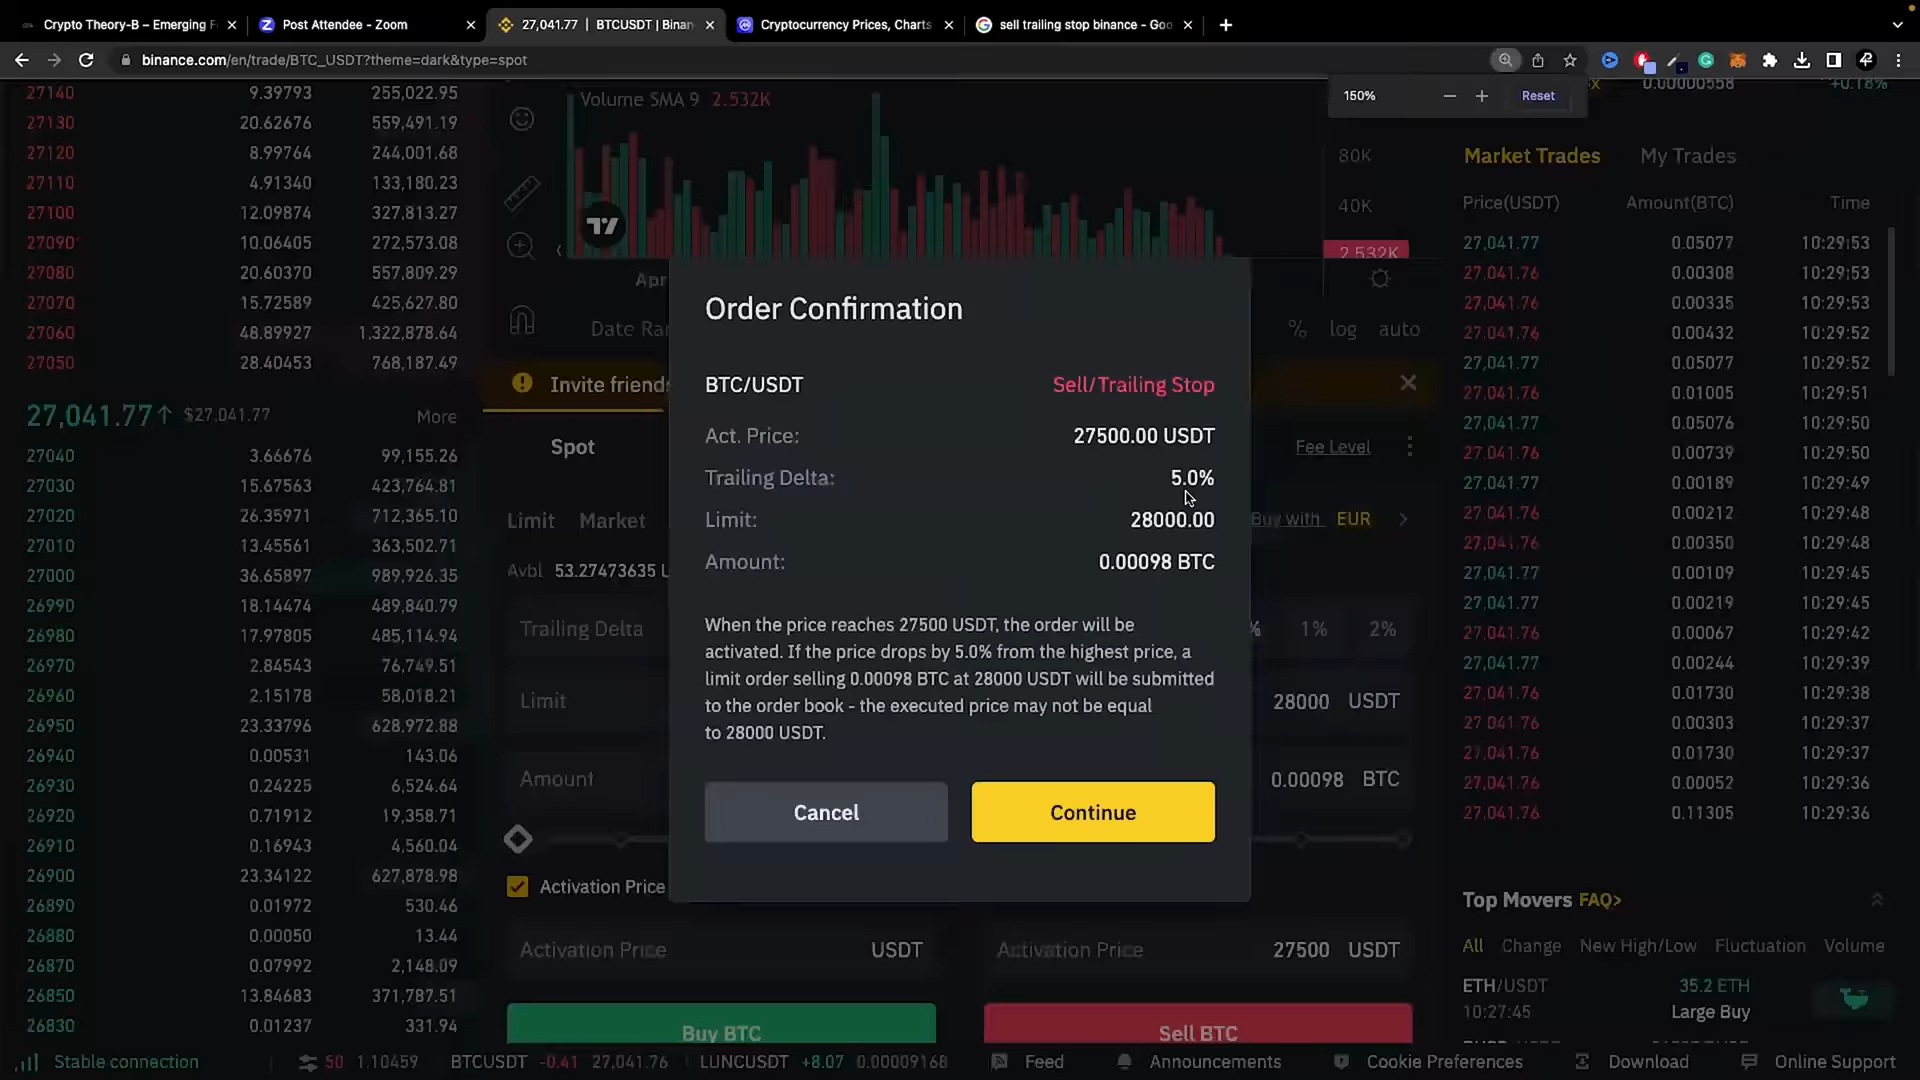 Crypto Theory-B – Emerging F
Post Attendee - Zoom
27,041.77 | BTCUSDT | Binan
Cryptocurrency Prices, Charts
sell trailing stop binance - Goo
binance.com/en/trade/BTC_USDT?theme=dark&type=spot
150%
Reset
27140 9.39793 255,022.95
27130 20.62676 559,491.19
27120 8.99764 244,001.68
27110 4.91340 133,180.23
27100 12.09874 327,813.27
27090 10.06405 272,573.08
27080 20.60370 557,809.29
27070 15.72589 425,627.80
27060 48.89927 1,322,878.64
27050 28.40453 768,187.49
27,041.77↑ $27,041.77 More
27040 3.66676 99,155.26
27030 15.67563 423,764.81
27020 26.35971 712,365.10
27010 13.45561 363,502.71
27000 36.65897 989,926.35
26990 18.14474 489,840.79
26980 17.97805 485,114.94
26970 2.84543 76,749.51
26960 2.15178 58,018.21
26950 23.33796 628,972.88
26940 0.00531 143.06
26930 0.24225 6,524.64
26920 0.71912 19,358.71
26910 0.16943 4,560.04
26900 23.34122 627,878.98
26890 0.01972 530.46
26880 0.00050 13.44
26870 0.07992 2,148.09
26850 13.84683 371,787.51
26830 0.01237 331.94
Volume SMA 9 2.532K
80K
40K
2.532K
Apr
Date Ra
% log auto
Invite friend
Spot
Fee Level
Limit Market
Buy with EUR
Avbl 53.27473635 U
Trailing Delta
% 1% 2%
Limit
28000 USDT
Amount
0.00098 BTC
Activation Price
Activation Price USDT
Activation Price 27500 USDT
Buy BTC
Sell BTC
Order Confirmation
BTC/USDT Sell/Trailing Stop
Act. Price: 27500.00 USDT
Trailing Delta: 5.0%
Limit: 28000.00
Amount: 0.00098 BTC
When the price reaches 27500 USDT, the order will be
activated. If the price drops by 5.0% from the highest price, a
limit order selling 0.00098 BTC at 28000 USDT will be submitted
to the order book - the executed price may not be equal
to 28000 USDT.
Cancel
Continue
0.00000558 +0.18%
Market Trades My Trades
Price(USDT) Amount(BTC) Time
27,041.77 0.05077 10:29:53
27,041.76 0.00308 10:29:53
27,041.76 0.00335 10:29:53
27,041.76 0.00432 10:29:52
27,041.77 0.05077 10:29:52
27,041.76 0.01005 10:29:51
27,041.77 0.05076 10:29:50
27,041.76 0.00739 10:29:50
27,041.77 0.00189 10:29:49
27,041.76 0.00212 10:29:48
27,041.76 0.00350 10:29:48
27,041.77 0.00109 10:29:45
27,041.77 0.00219 10:29:45
27,041.76 0.00067 10:29:42
27,041.77 0.00244 10:29:39
27,041.76 0.01730 10:29:38
27,041.76 0.00303 10:29:37
27,041.76 0.01730 10:29:37
27,041.76 0.00052 10:29:36
27,041.76 0.11305 10:29:36
Top Movers FAQ>
All Change New High/Low Fluctuation Volume
ETH/USDT 35.2 ETH
10:27:45 Large Buy
Stable connection
50 1.10459 BTCUSDT -0.41 27,041.76 LUNCUSDT +8.07 0.00009168
Feed Announcements Cookie Preferences Download Online Support